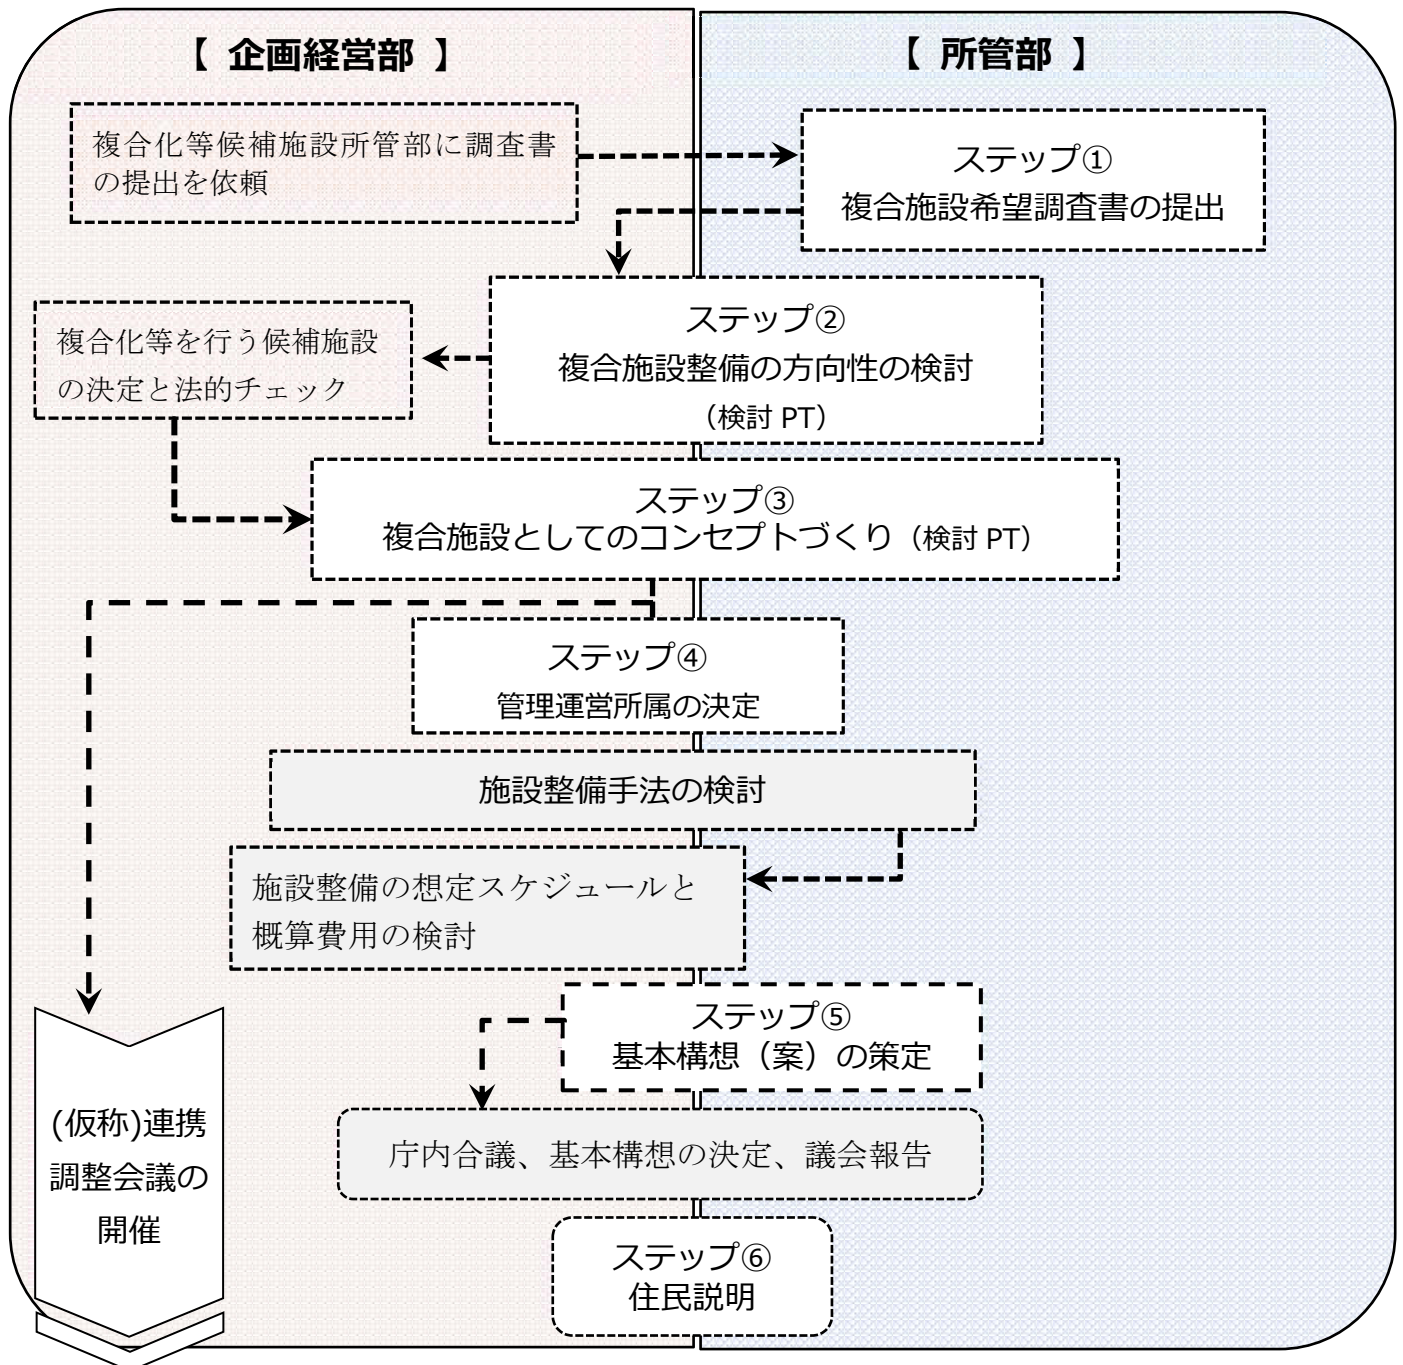 【 企画経営部 】
【 所管部 】
複合化等候補施設所管部に調査書
の提出を依頼
ステップ①
複合施設希望調査書の提出
ステップ②
複合施設整備の方向性の検討
（検討 PT）
複合化等を行う候補施設
の決定と法的チェック
ステップ③
複合施設としてのコンセプトづくり（検討 PT）
ステップ④
管理運営所属の決定
施設整備手法の検討
施設整備の想定スケジュールと
概算費用の検討
ステップ⑤
基本構想（案）の策定
(仮称)連携
調整会議の
開催
庁内合議、基本構想の決定、議会報告
ステップ⑥
住民説明